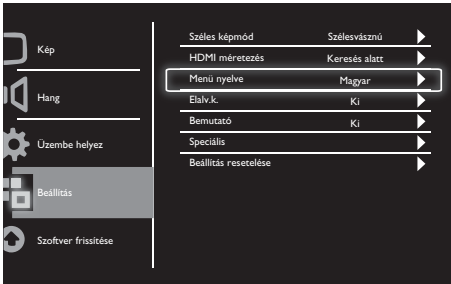 Kép
Hang
Üzembe helyez
Beállítás
Szoftver frissítése
Széles képmód Szélesvásznú
HDMI méretezés Keresés alatt
Menü nyelve Magyar
Elalv.k. Ki
Bemutató Ki
Speciális
Beállítás resetelése